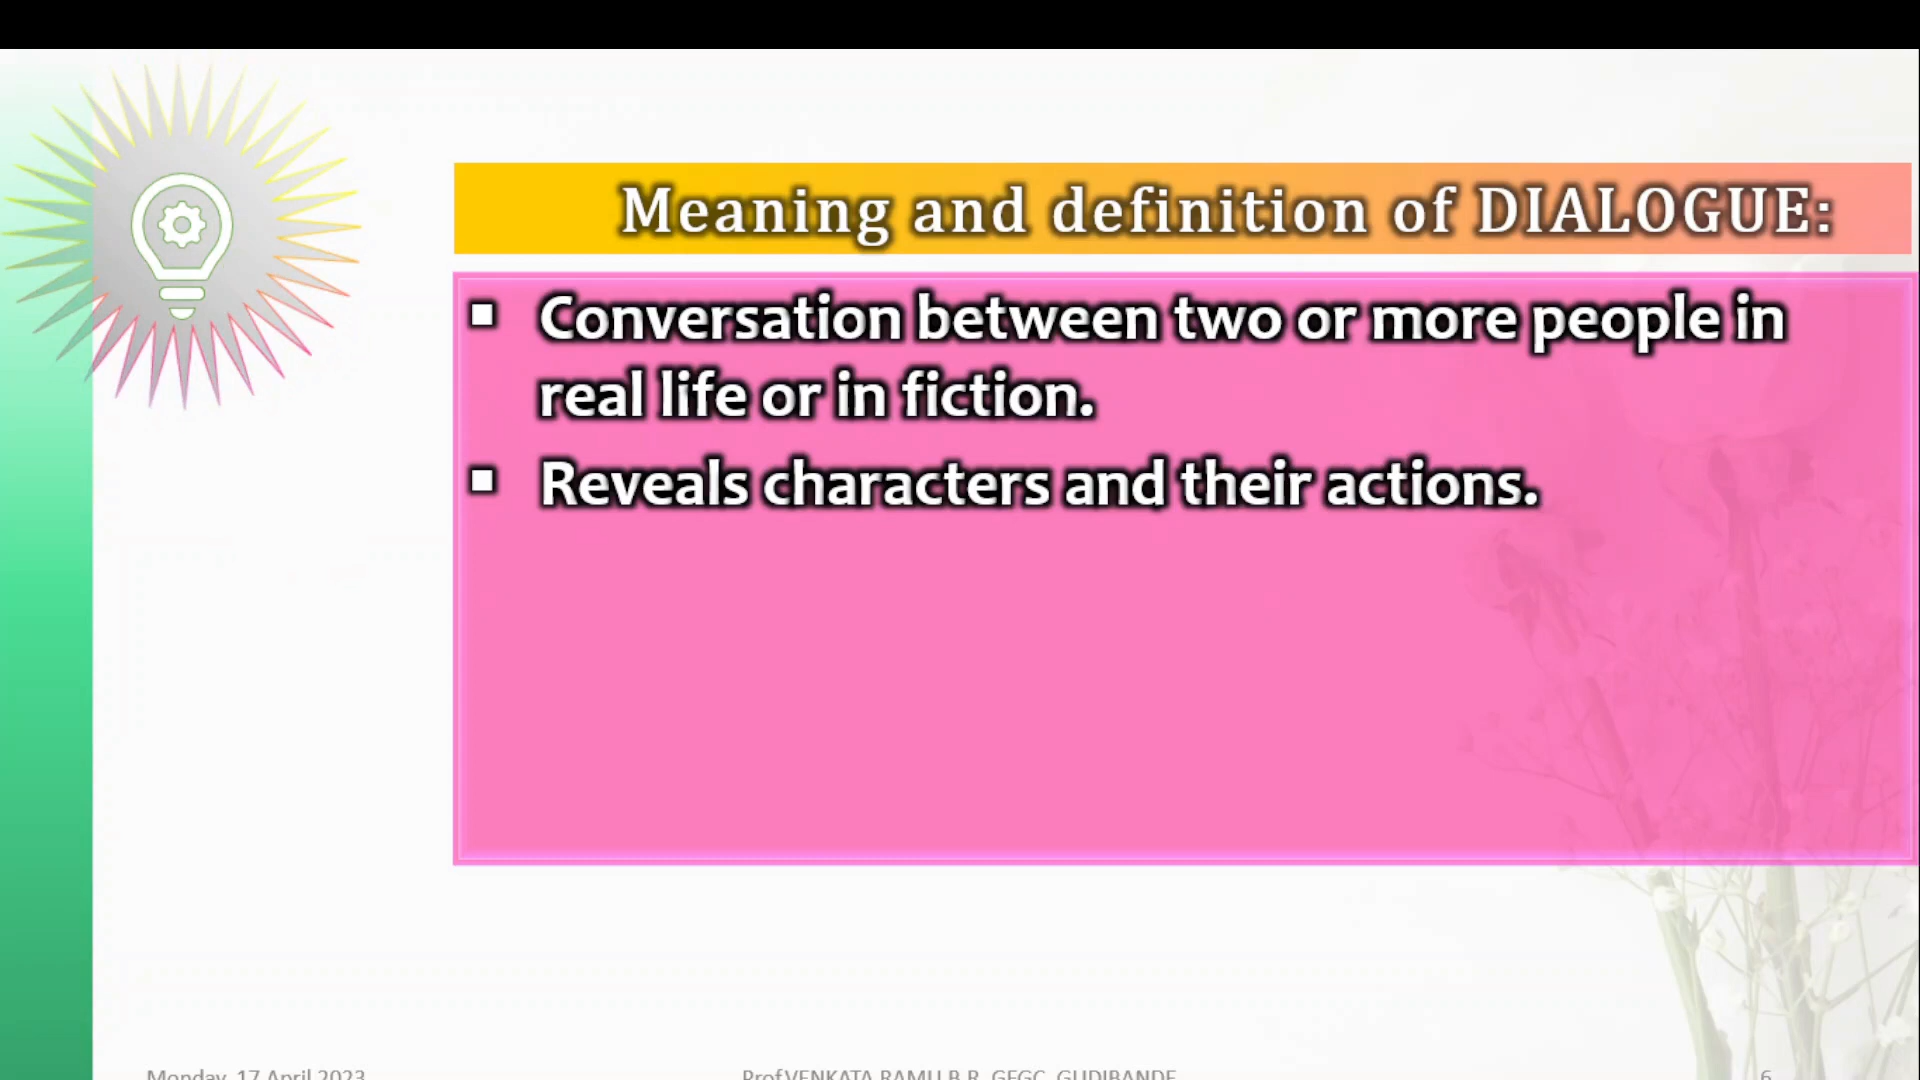 Meaning and definition of DIALOGUE:
▪ Conversation between two or more people in
real life or in fiction.
▪ Reveals characters and their actions.
Monday, 17 April 2023
Prof.VENKATA RAMU B R, GFGC, GUDIBANDE
6